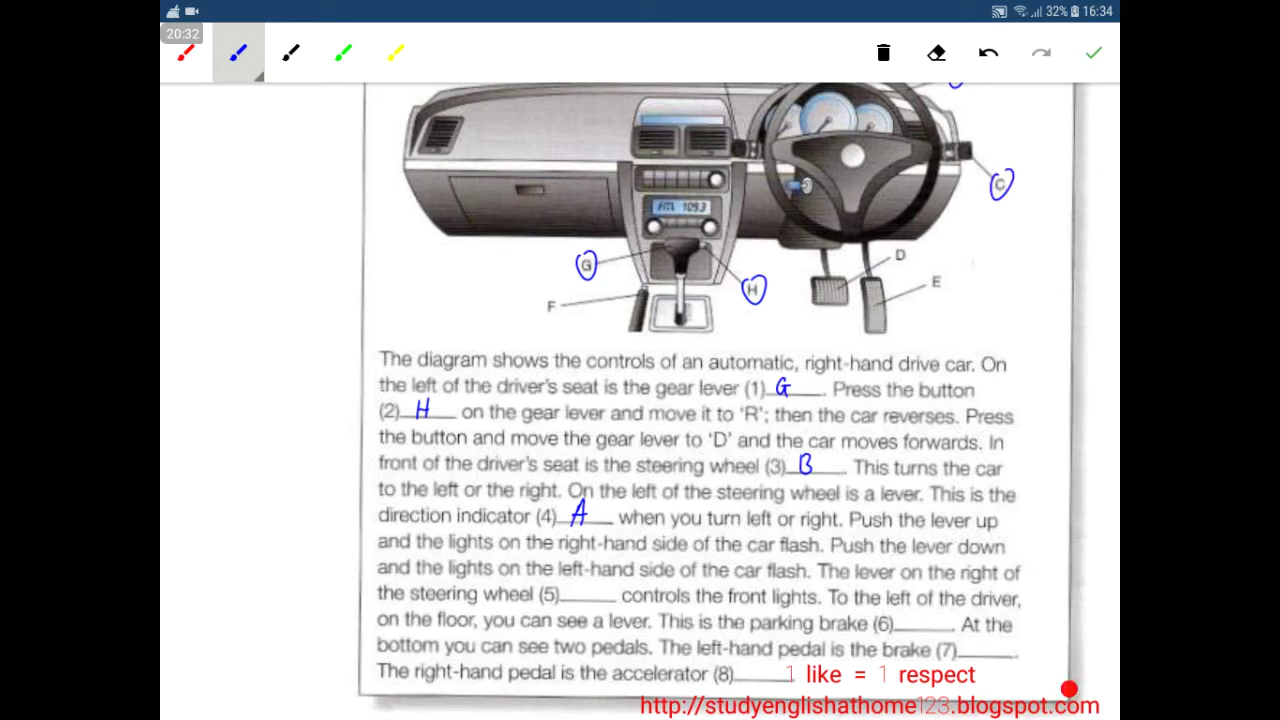 32% 16:34
20:32
C
FM 109.3
G
H
D
E
F
The diagram shows the controls of an automatic, right-hand drive car. On
the left of the driver's seat is the gear lever (1) G . Press the button
(2) H on the gear lever and move it to 'R'; then the car reverses. Press
the button and move the gear lever to 'D' and the car moves forwards. In
front of the driver's seat is the steering wheel (3) B . This turns the car
to the left or the right. On the left of the steering wheel is a lever. This is the
direction indicator (4) A when you turn left or right. Push the lever up
and the lights on the right-hand side of the car flash. Push the lever down
and the lights on the left-hand side of the car flash. The lever on the right of
the steering wheel (5)______ controls the front lights. To the left of the driver,
on the floor, you can see a lever. This is the parking brake (6)______. At the
bottom you can see two pedals. The left-hand pedal is the brake (7)______.
The right-hand pedal is the accelerator (8)______
1 like = 1 respect
http://studyenglishathome123.blogspot.com